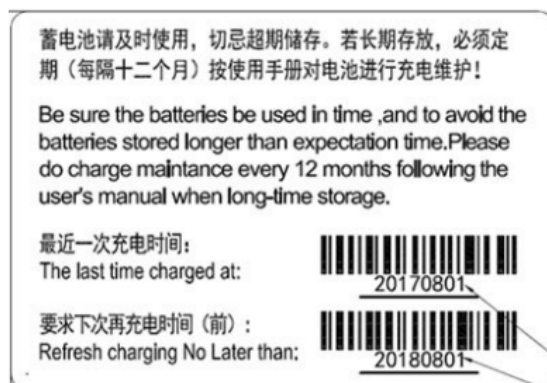 蓄电池请及时使用，切忌超期储存。若长期存放，必须定
期（每隔十二个月）按使用手册对电池进行充电维护！
Be sure the batteries be used in time ,and to avoid the
batteries stored longer than expectation time.Please
do charge maintance every 12 months following the
user's manual when long-time storage.
最近一次充电时间：
The last time charged at:
20170801
要求下次再充电时间（前）：
Refresh charging No Later than:
20180801